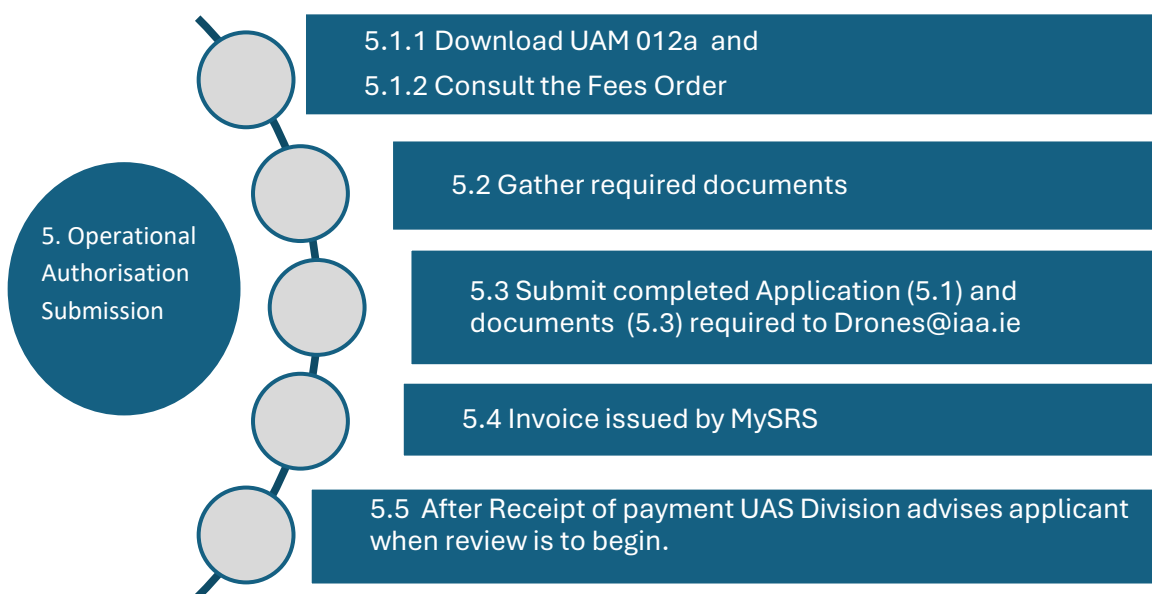 5.1.1 Download UAM 012a  and
5.1.2 Consult the Fees Order
5.2 Gather required documents
5. Operational
Authorisation
Submission
5.3 Submit completed Application (5.1) and
documents  (5.3) required to Drones@iaa.ie
5.4 Invoice issued by MySRS
5.5  After Receipt of payment UAS Division advises applicant
when review is to begin.